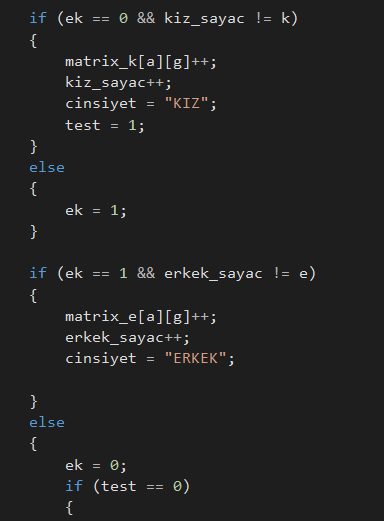 if (ek == 0 && kiz_sayac != k)
{
matrix_k[a][g]++;
kiz_sayac++;
cinsiyet = "KIZ";
test = 1;
}
else
{
ek = 1;
}
if (ek == 1 && erkek_sayac != e)
{
matrix_e[a][g]++;
erkek_sayac++;
cinsiyet = "ERKEK";
}
else
{
ek = 0;
if (test == 0)
{